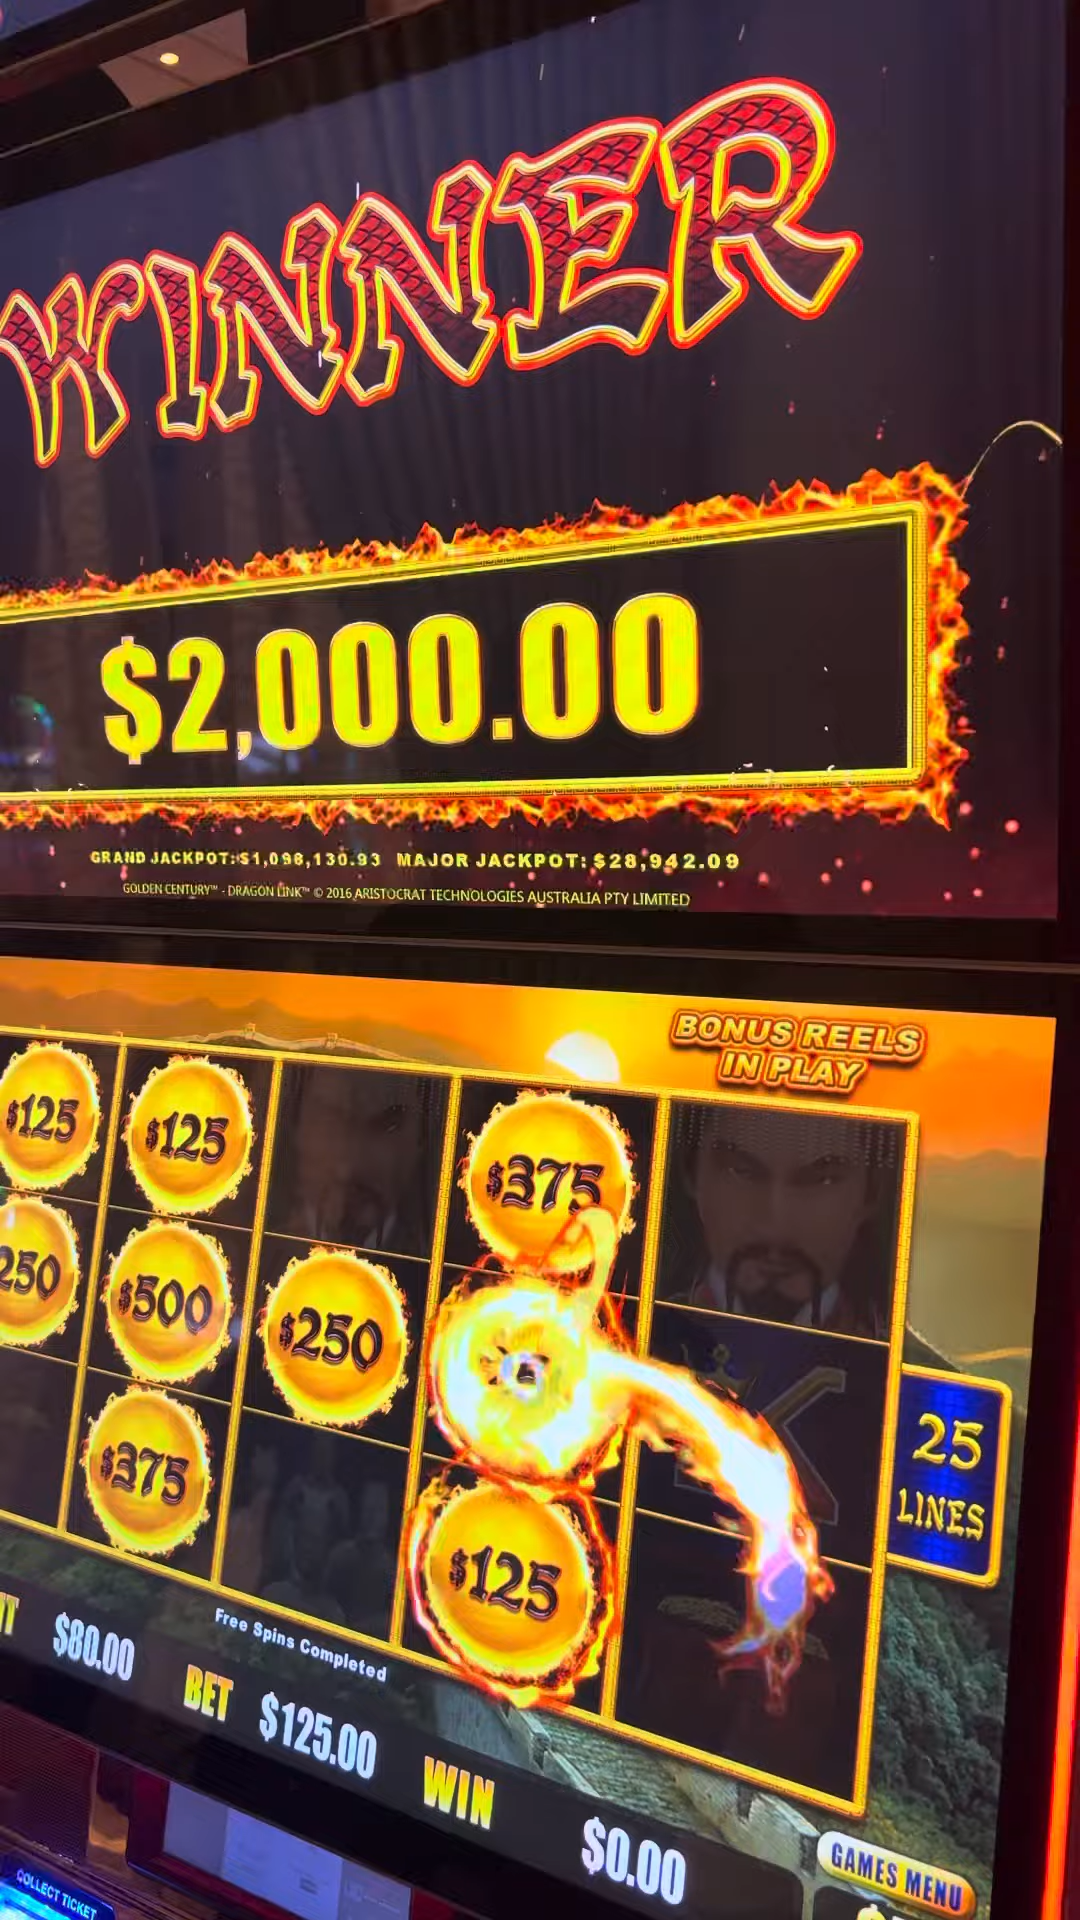 WINNER
$2,000.00
GRAND JACKPOT:$1,098,130.93 MAJOR JACKPOT: $28,942.09
GOLDEN CENTURY™ - DRAGON LINK™ © 2016 ARISTOCRAT TECHNOLOGIES AUSTRALIA PTY LIMITED
BONUS REELS
IN PLAY
$125 $125 $375
250 $500 $250
$375 $125
25
LINES
Free Spins Completed
$80.00 BET $125.00 WIN $0.00
GAMES MENU
COLLECT TICKET